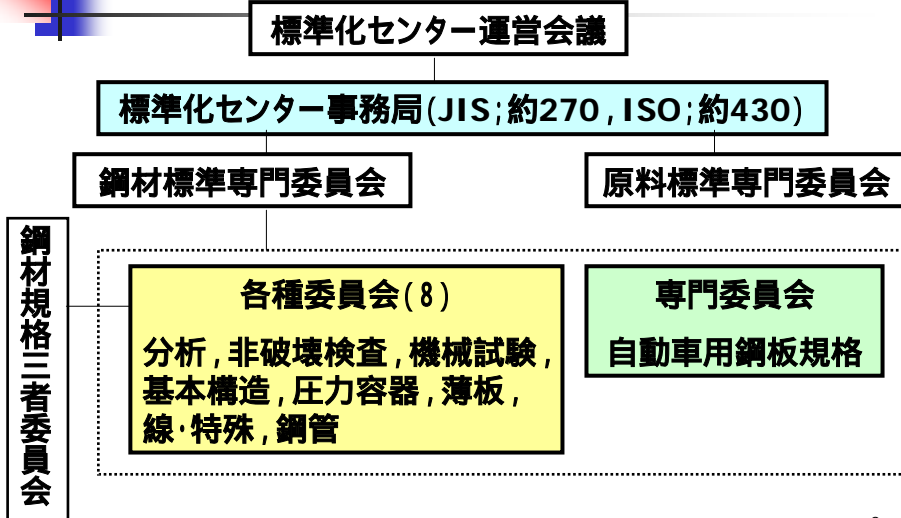 標準化センター運営会議
標準化センター事務局(JIS;約270,ISO;約430)
鋼材標準専門委員会
原料標準専門委員会
鋼材規格三者委員会
各種委員会(8)
分析,非破壊検査,機械試験,
基本構造,圧力容器,薄板,
線・特殊,鋼管
専門委員会
自動車用鋼板規格